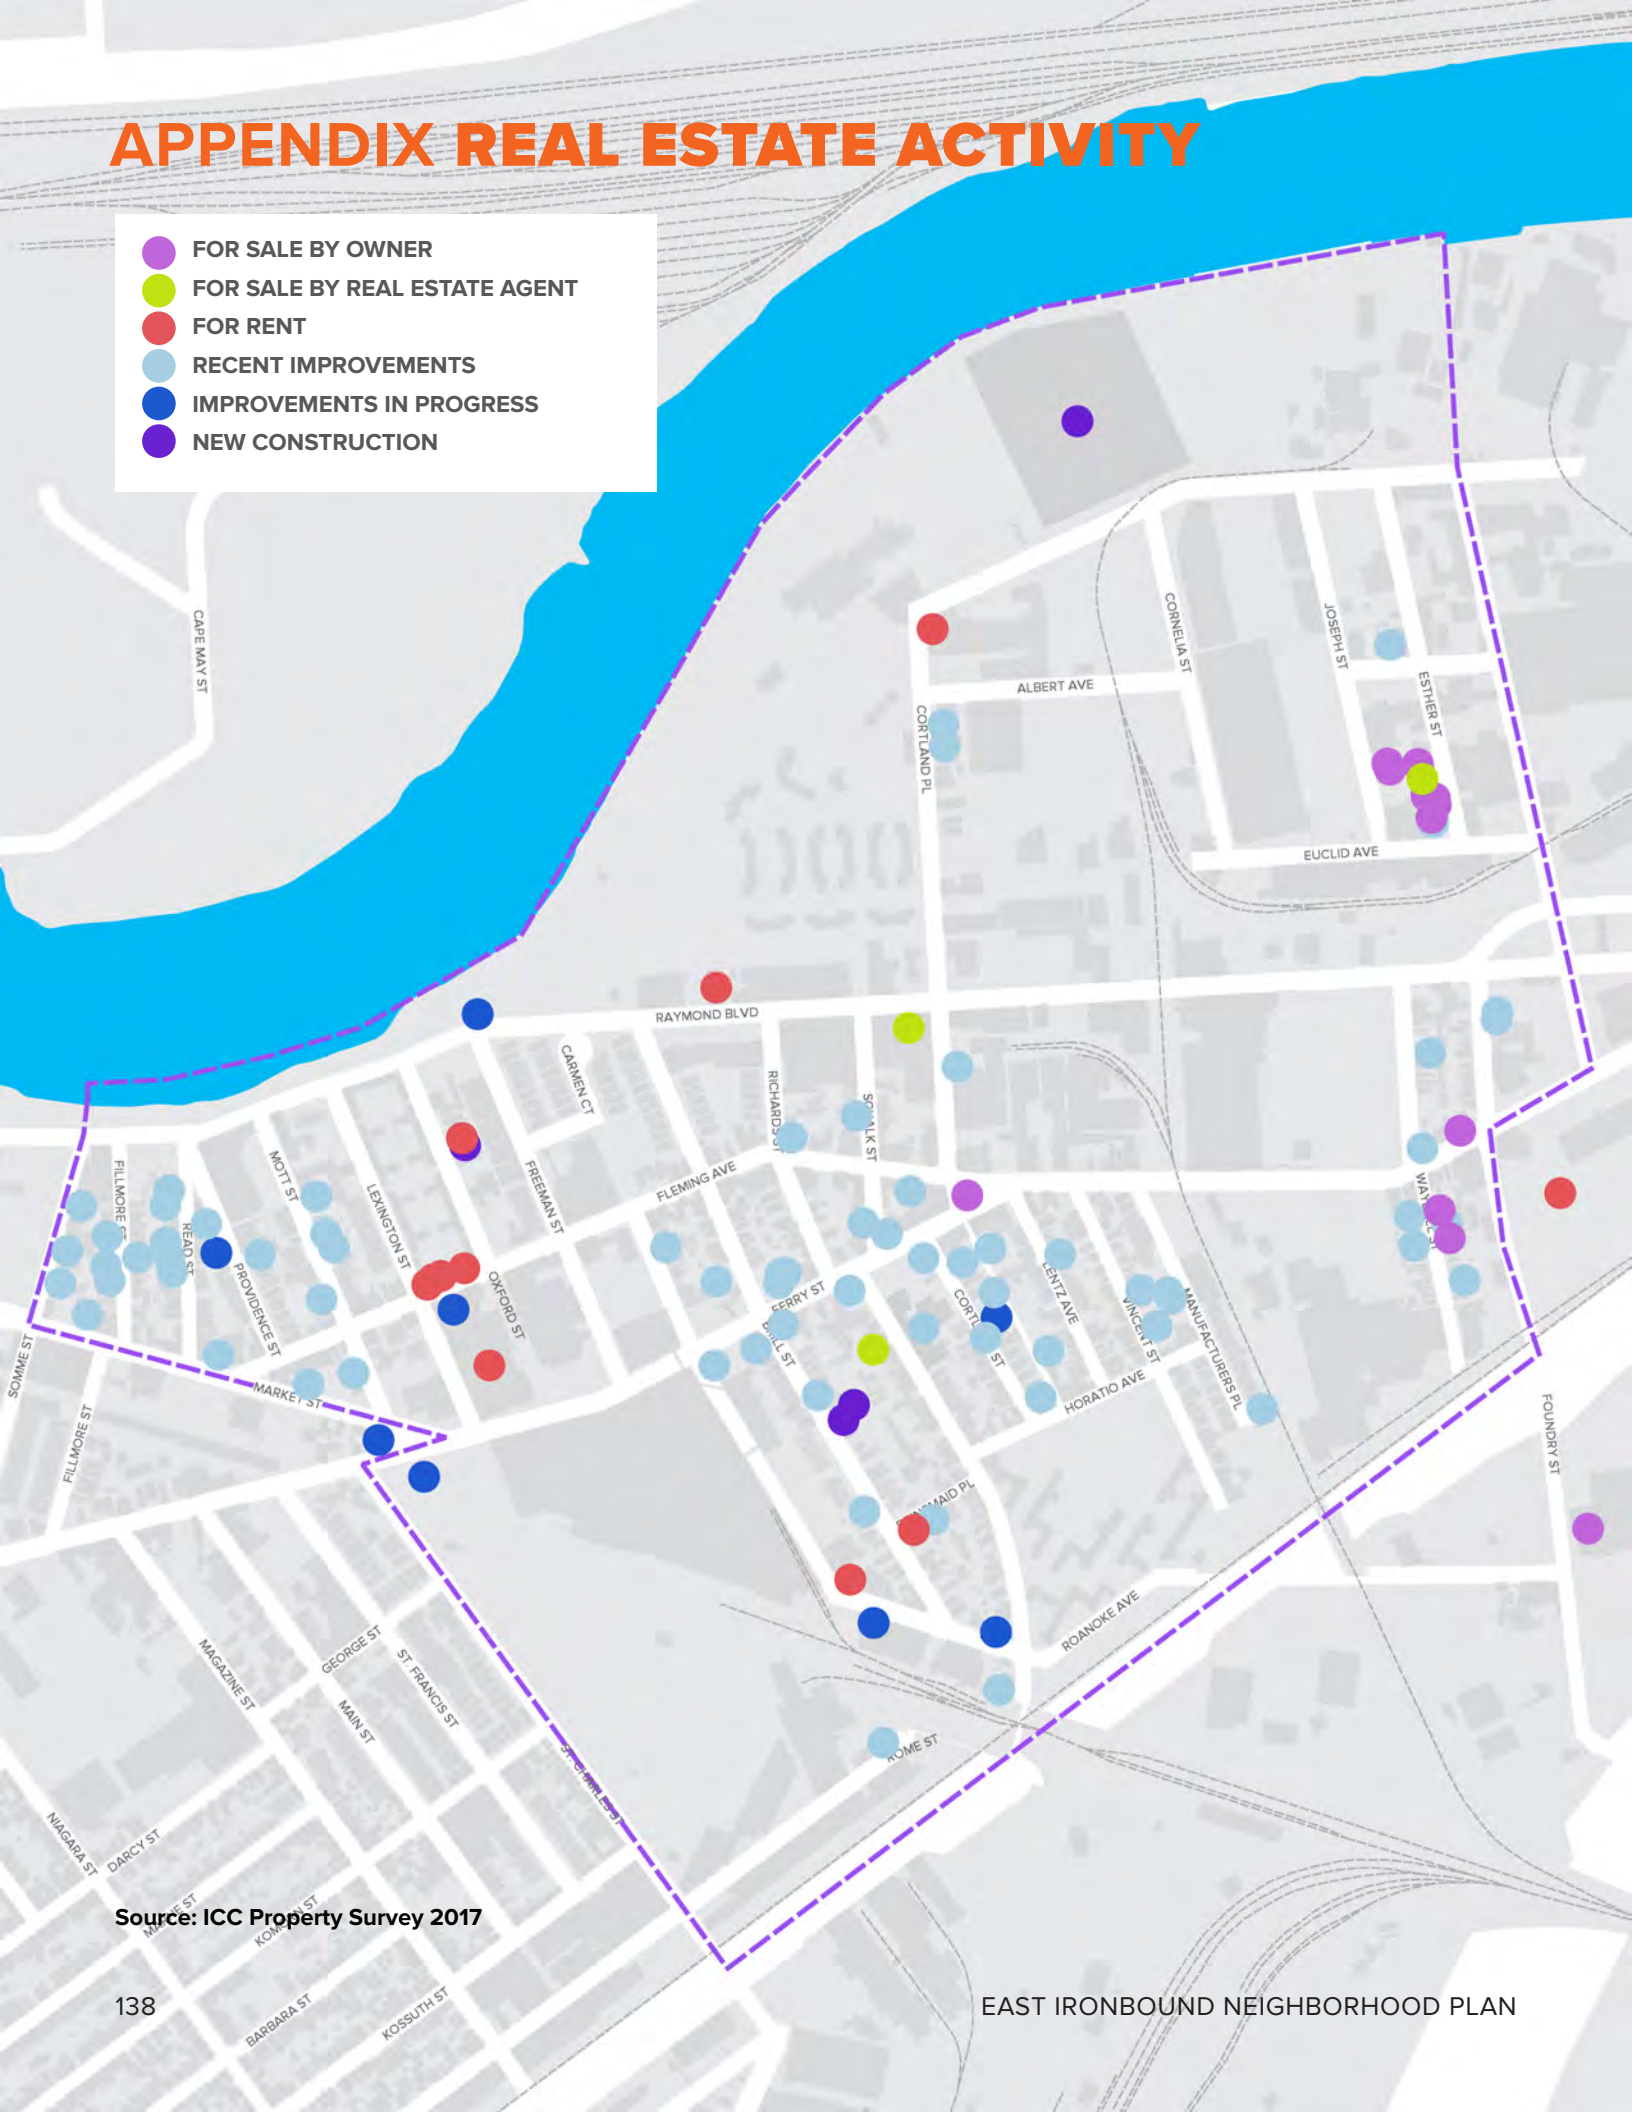 APPENDIX REAL ESTATE ACTIVITY
FOR SALE BY OWNER
FOR SALE BY REAL ESTATE AGENT
FOR RENT
RECENT IMPROVEMENTS
IMPROVEMENTS IN PROGRESS
NEW CONSTRUCTION
CAPE MAY ST
CORNELIA ST
JOSEPH ST
ESTHER ST
ALBERT AVE
CORTLAND PL
EUCLID AVE
RAYMOND BLVD
CARMEN CT
RICHARDS ST
FILLMORE ST
READ ST
MOTT ST
LEXINGTON ST
FREEMAN ST
FLEMING AVE
PROVIDENCE ST
OXFORD ST
FERRY ST
ST
LENTZ AVE
VINCENT ST
MANUFACTURERS PL
HORATIO AVE
SOMME ST
MARKET ST
FILLMORE ST
FOUNDRY ST
PL
ROANOKE AVE
MAGAZINE ST
GEORGE ST
ST. FRANCIS ST
MAIN ST
ST. CHARLES ST
ROME ST
NIAGARA ST
DARCY ST
Source: ICC Property Survey 2017
BARBARA ST
KOSSUTH ST
138
EAST IRONBOUND NEIGHBORHOOD PLAN